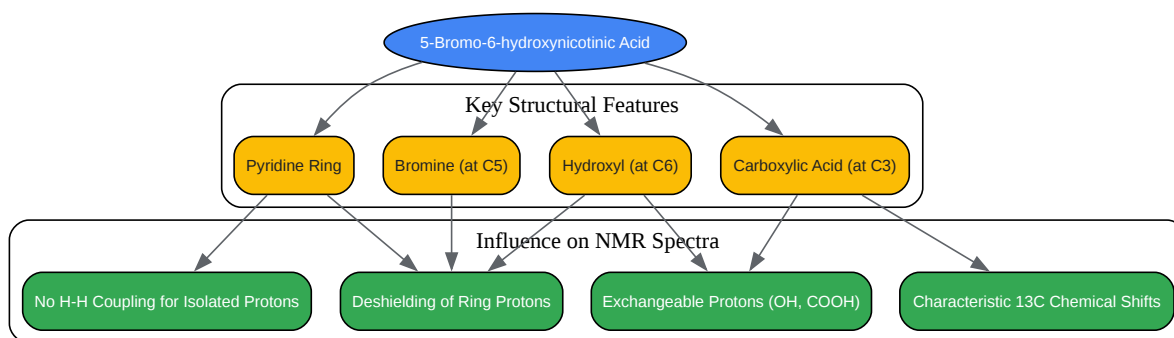 5-Bromo-6-hydroxynicotinic Acid
Key Structural Features
Pyridine Ring
Bromine (at C5)
Hydroxyl (at C6)
Carboxylic Acid (at C3)
Influence on NMR Spectra
No H-H Coupling for Isolated Protons
Deshielding of Ring Protons
Exchangeable Protons (OH, COOH)
Characteristic 13C Chemical Shifts